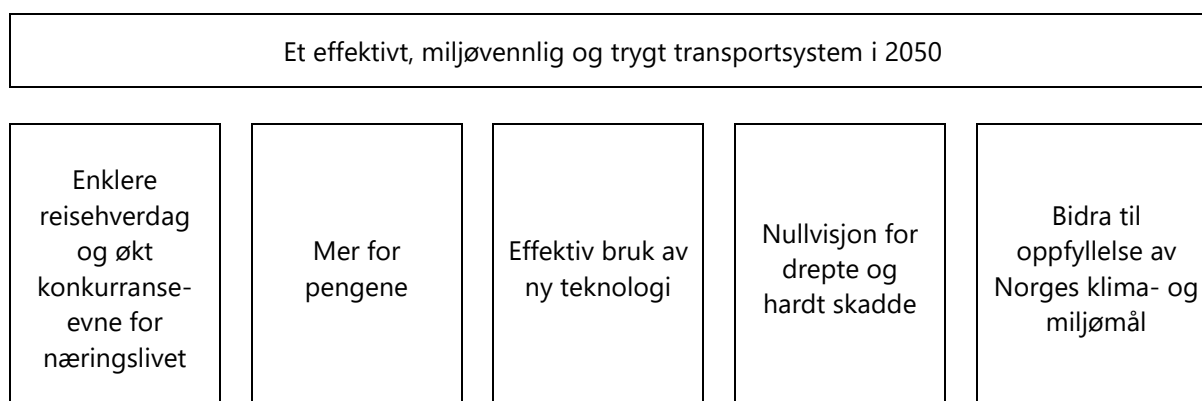 Et effektivt, miljøvennlig og trygt transportsystem i 2050
Enklere
reisehverdag
og økt
konkurranse-
evne for
næringslivet
Mer for
pengene
Effektiv bruk av
ny teknologi
Nullvisjon for
drepte og
hardt skadde
Bidra til
oppfyllelse av
Norges klima- og
miljømål